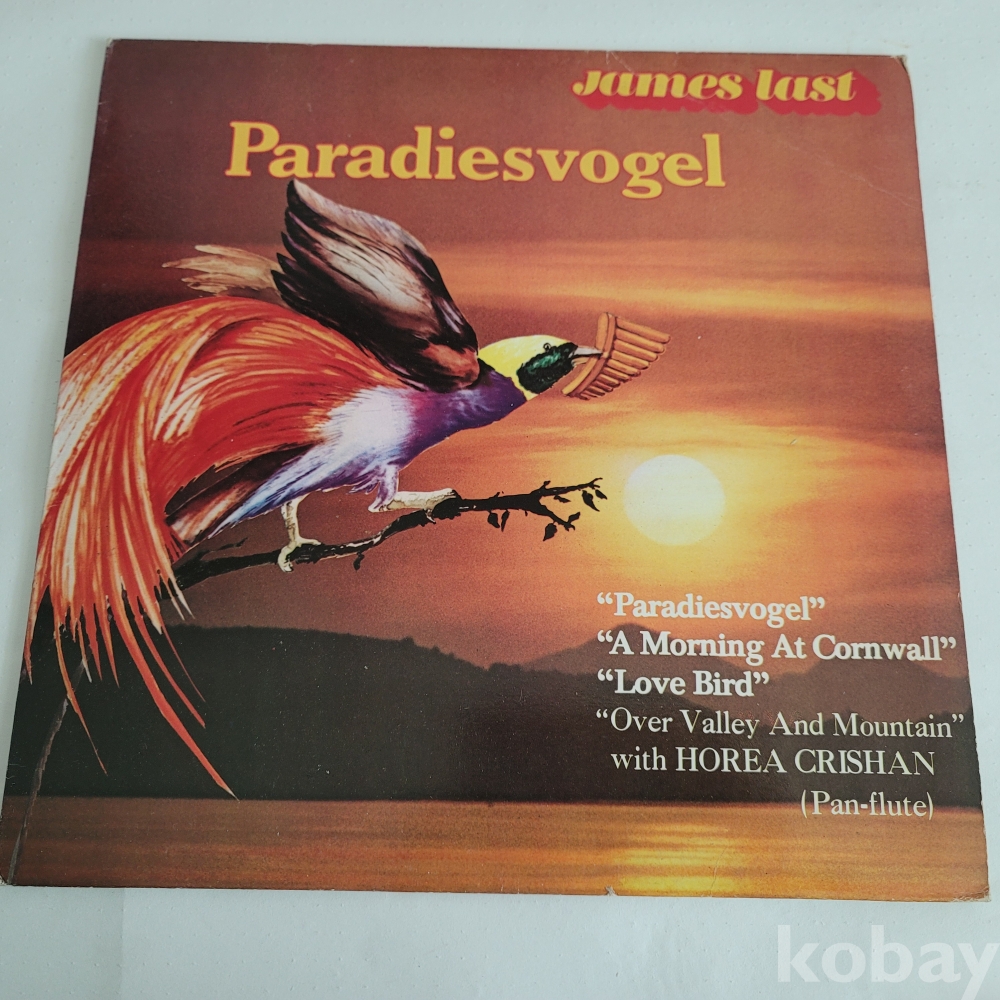 James Last
Paradiesvogel
“Paradiesvogel”
“A Morning At Cornwall”
“Love Bird”
“Over Valley And Mountain”
with HOREA CRISHAN
(Pan-flute)
kobay